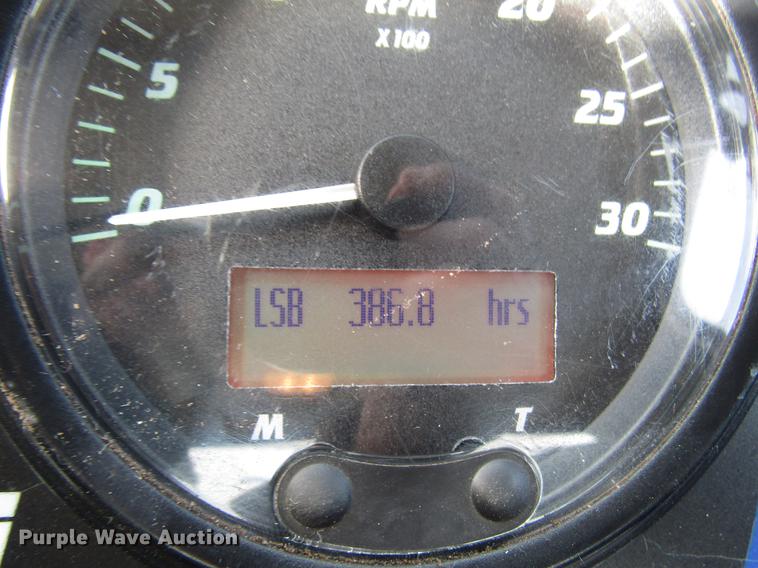 RPM
X100
0
5
20
25
30
LSB 386.8 hrs
M
T
Purple Wave Auction